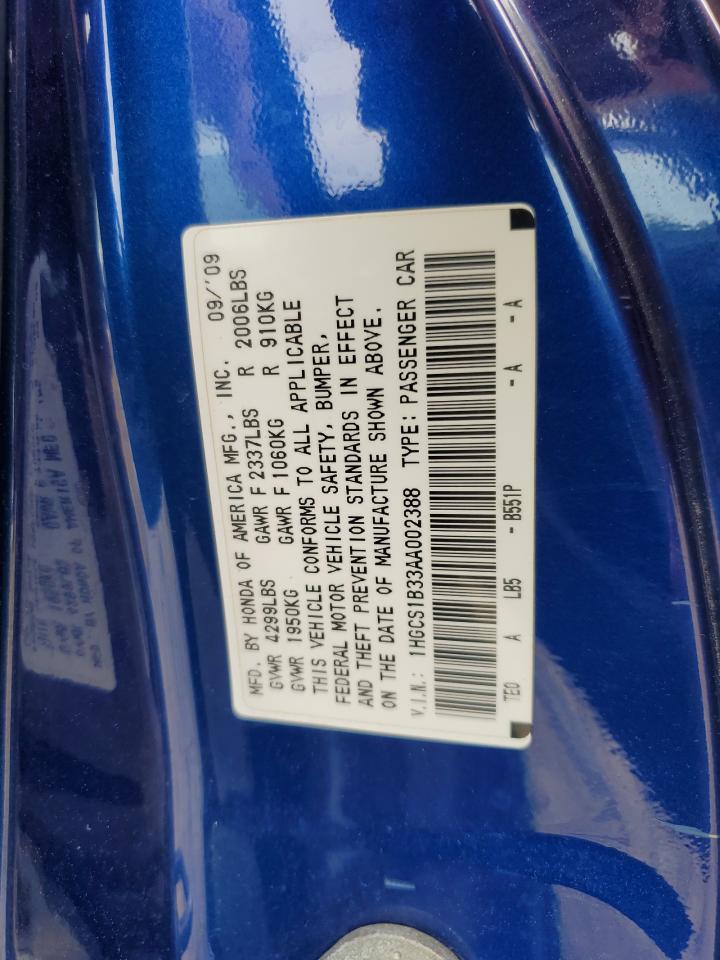 MFD. BY HONDA OF AMERICA MFG., INC. 09/'09
GVWR 4299LBS GAWR F 2337LBS R 2006LBS
GVWR 1950KG GAWR F 1060KG R 910KG
THIS VEHICLE CONFORMS TO ALL APPLICABLE
FEDERAL MOTOR VEHICLE SAFETY, BUMPER,
AND THEFT PREVENTION STANDARDS IN EFFECT
ON THE DATE OF MANUFACTURE SHOWN ABOVE.
V.I.N.: 1HGCS1B33AA002388 TYPE: PASSENGER CAR
TEO A LB5 - B551P - A - A